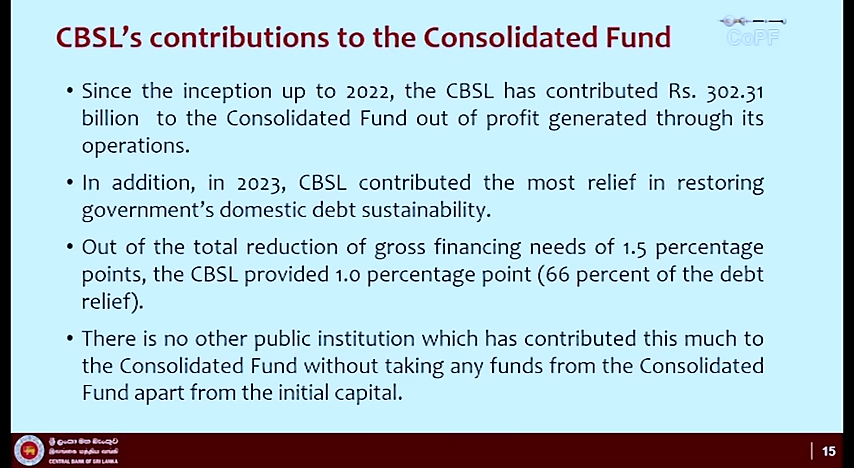 CBSL's contributions to the Consolidated Fund
CoPF
• Since the inception up to 2022, the CBSL has contributed Rs. 302.31
billion to the Consolidated Fund out of profit generated through its
operations.
• In addition, in 2023, CBSL contributed the most relief in restoring
government's domestic debt sustainability.
• Out of the total reduction of gross financing needs of 1.5 percentage
points, the CBSL provided 1.0 percentage point (66 percent of the debt
relief).
• There is no other public institution which has contributed this much to
the Consolidated Fund without taking any funds from the Consolidated
Fund apart from the initial capital.
ශ්‍රී ලංකා මහ බැංකුව
இலங்கை மத்திய வங்கி
CENTRAL BANK OF SRI LANKA
15